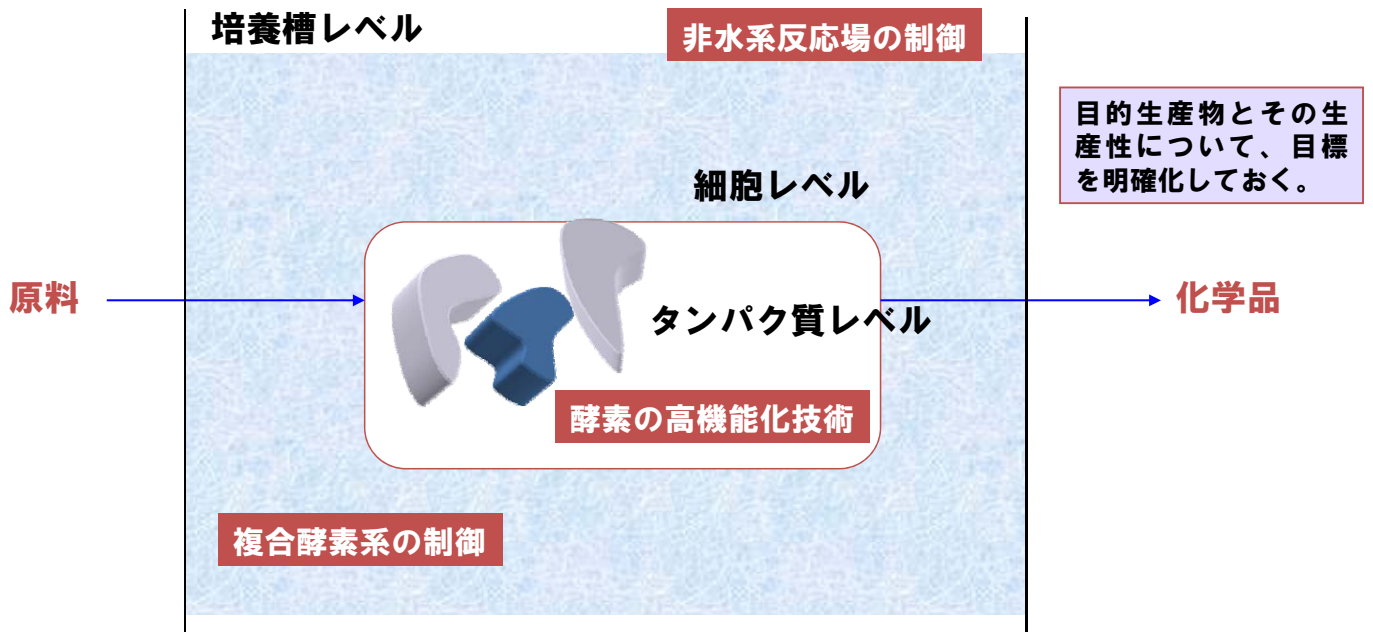 培養槽レベル
非水系反応場の制御
目的生産物とその生
産性について、目標
を明確化しておく。
細胞レベル
原料
タンパク質レベル
化学品
酵素の高機能化技術
複合酵素系の制御